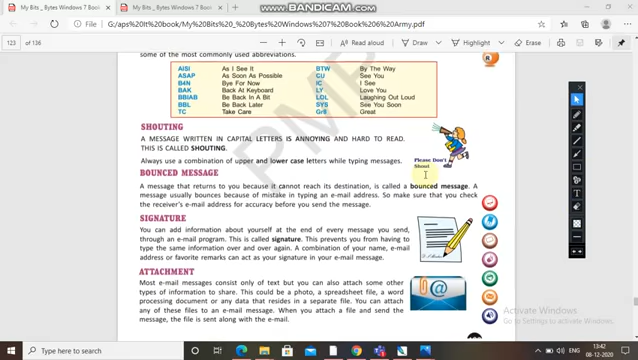 My Bits _ Bytes Windows 7 Book 6
My Bits _ Bytes Windows 7 Book 6
G:/aps 0It 0book/My%20Bits%20_%20Bytes%20Windows%207%20Book%206%20Army.pdf
123 of 136
Read aloud
Draw
Highlight
Erase
some of the most commonly used abbreviations.
AISI As I See It BTW By The Way
ASAP As Soon As Possible CU See You
B4N Bye For Now IC I See
BAK Back At Keyboard LY Love You
BBIAB Be Back In A Bit LOL Laughing Out Loud
BBL Be Back Later SYS See You Soon
TC Take Care Gr8 Great
SHOUTING
A MESSAGE WRITTEN IN CAPITAL LETTERS IS ANNOYING AND HARD TO READ.
THIS IS CALLED SHOUTING.
Always use a combination of upper and lower case letters while typing messages.
Please Don't
Shout
BOUNCED MESSAGE
A message that returns to you because it cannot reach its destination, is called a bounced message. A
message usually bounces because of mistake in typing an e-mail address. So make sure that you check
the receiver's e-mail address for accuracy before you send the message.
SIGNATURE
You can add information about yourself at the end of every message you send,
through an e-mail program. This is called signature. This prevents you from having to
type the same information over and over again. A combination of your name, e-mail
address or favorite remarks can act as your signature in your e-mail message.
ATTACHMENT
Most e-mail messages consist only of text but you can also attach some other
types of information to share. This could be a photo, a spreadsheet file, a word
processing document or any data that resides in a separate file. You can attach
any of these files to an e-mail message. When you attach a file and send the
message, the file is sent along with the e-mail.
Activate Windows
Go to Settings to activate Windows.
Type here to search
ENG
13:42
08-12-2020